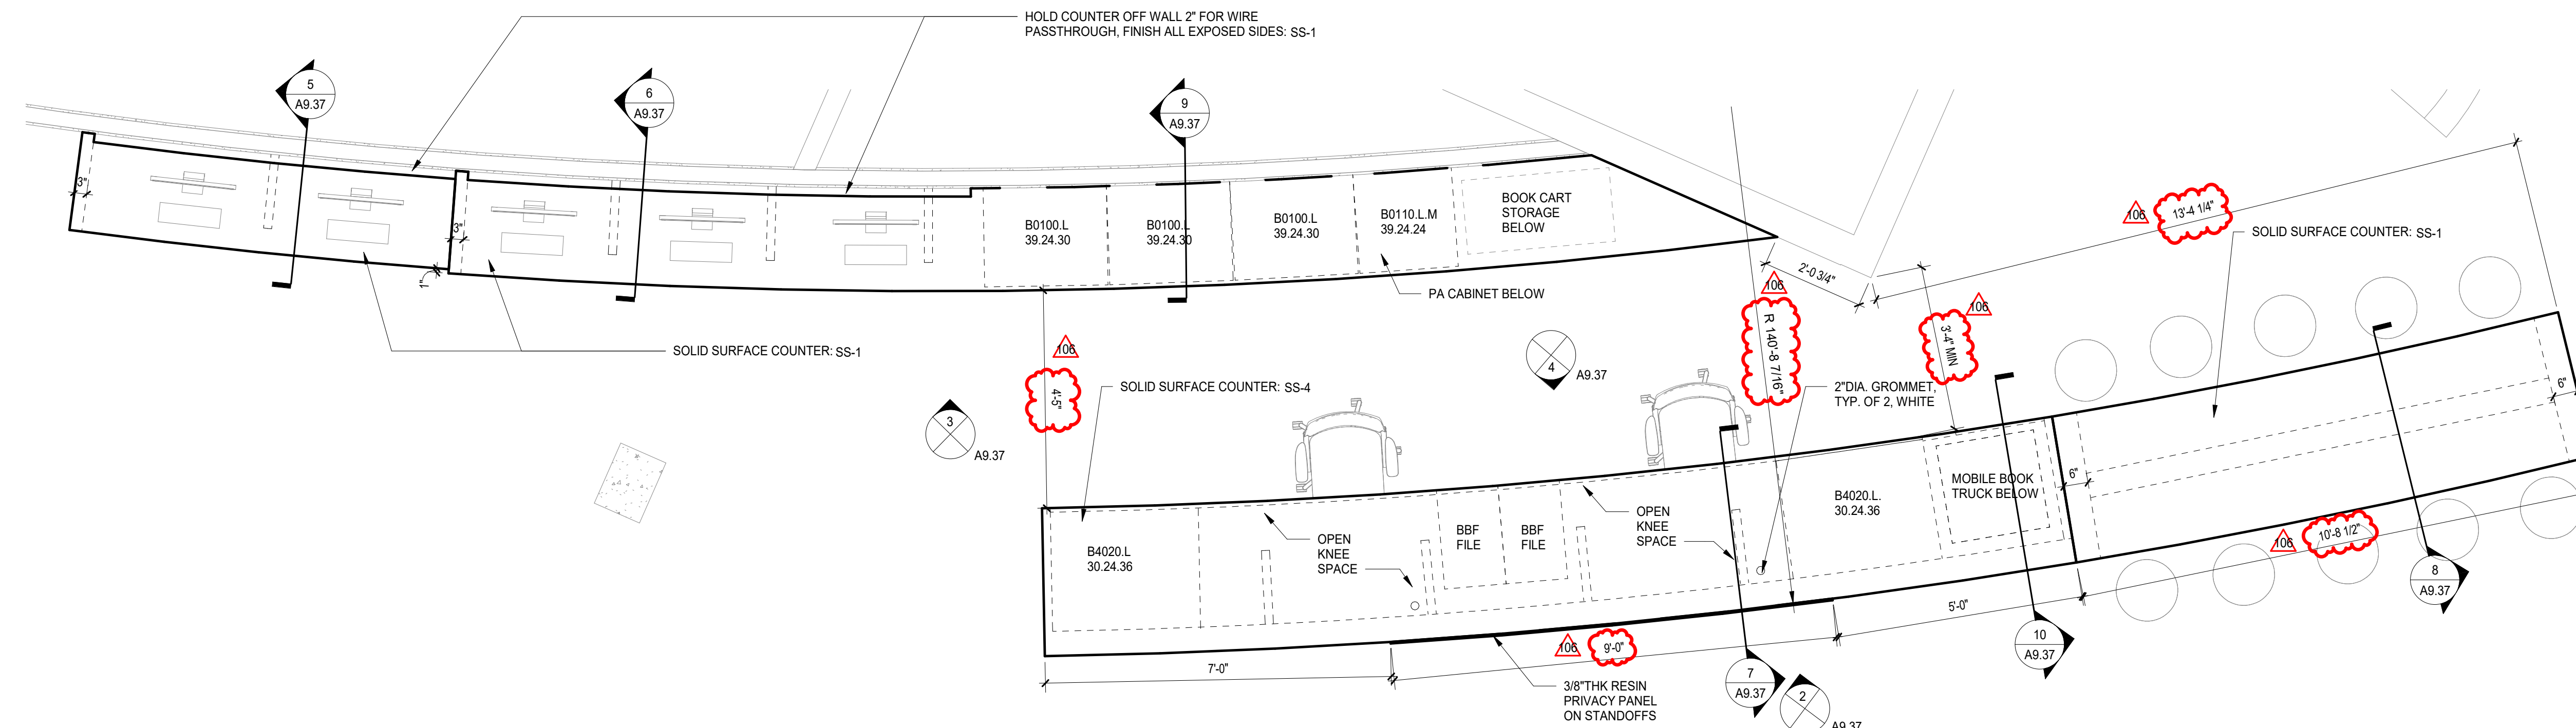 HOLD COUNTER OFF WALL 2" FOR WIRE
PASSTHROUGH, FINISH ALL EXPOSED SIDES: SS-1
5
A9.37
6
A9.37
9
A9.37
3"
3"
1"
B0100.L
39.24.30
B0100.L
39.24.30
B0100.L
39.24.30
B0110.L.M
39.24.24
BOOK CART
STORAGE
BELOW
PA CABINET BELOW
SOLID SURFACE COUNTER: SS-1
2'-0 3/4"
106
13'-4 1/4"
SOLID SURFACE COUNTER: SS-1
106
R 140'-8 7/16"
106
3'-4" MIN
106
4'-5"
SOLID SURFACE COUNTER: SS-4
3
A9.37
4
A9.37
2"DIA. GROMMET,
TYP. OF 2, WHITE
6"
6"
MOBILE BOOK
TRUCK BELOW
B4020.L.
30.24.36
OPEN
KNEE
SPACE
BBF
FILE
BBF
FILE
OPEN
KNEE
SPACE
B4020.L
30.24.36
106
10'-8 1/2"
8
A9.37
5'-0"
10
A9.37
106
9'-0"
7'-0"
7
A9.37
3/8"THK RESIN
PRIVACY PANEL
ON STANDOFFS
2
A9.37